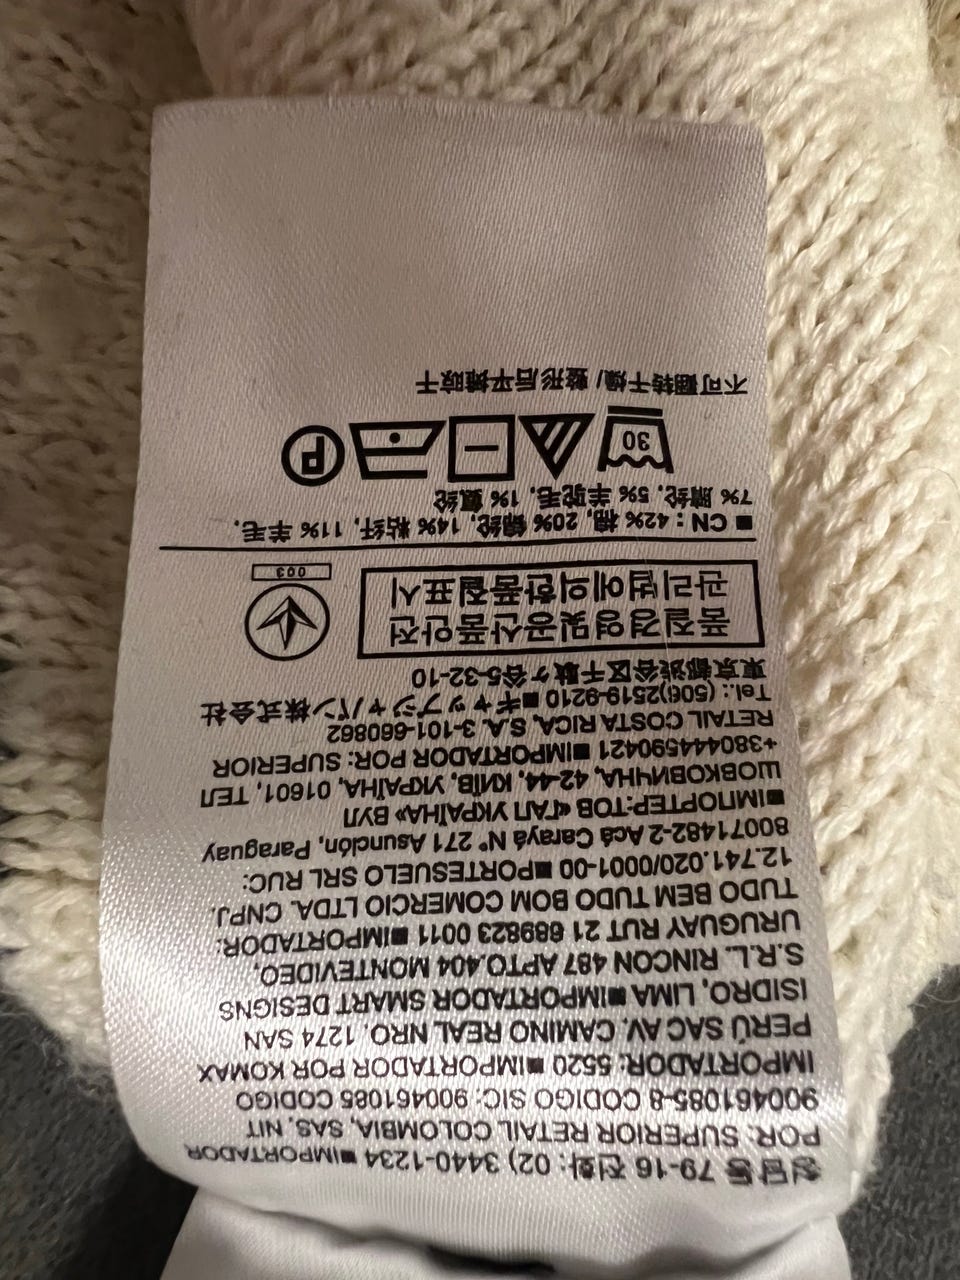 청담동 79-16 전화: 02) 3440-1234 ■IMPORTADOR
POR: SUPERIOR RETAIL COLOMBIA, SAS, NIT.
900461085-8 CODIGO SIC: 900461085 CODIGO
IMPORTADOR: 5520 ■IMPORTADOR POR KOMAX
PERÚ SAC AV. CAMINO REAL NRO. 1274 SAN
ISIDRO, LIMA ■IMPORTADOR SMART DESIGNS
S.R.L. RINCON 487 APTO.404 MONTEVIDEO,
URUGUAY RUT 21 689823 0011 ■IMPORTADOR:
TUDO BEM TUDO BOM COMERCIO LTDA. CNPJ.
12.741.020/0001-00 ■PORTESUELO SRL RUC:
80071482-2 Acá Carayá N° 271 Asunción, Paraguay
■ІМПОПТЕР:ТОВ «ГАП УКРАЇНА» ВУЛ
ШОВКОВИЧНА, 42-44, КИЇВ, УКРАЇНА, 01601, ТЕЛ
+380444590421 ■IMPORTADOR POR: SUPERIOR
RETAIL COSTA RICA, S.A. 3-101-660862
Tel.: (506)2519-9210 ■ギャップジャパン株式会社
東京都渋谷区千駄ヶ谷5-32-10
품질경영및공산품안전
관리법에의한품질표시
003
■ CN : 42% 棉, 20% 锦纶, 14% 粘纤, 11% 羊毛,
7% 腈纶, 5% 羊驼毛, 1% 氨纶
30 P
不可翻转干燥/ 整形后平摊晾干